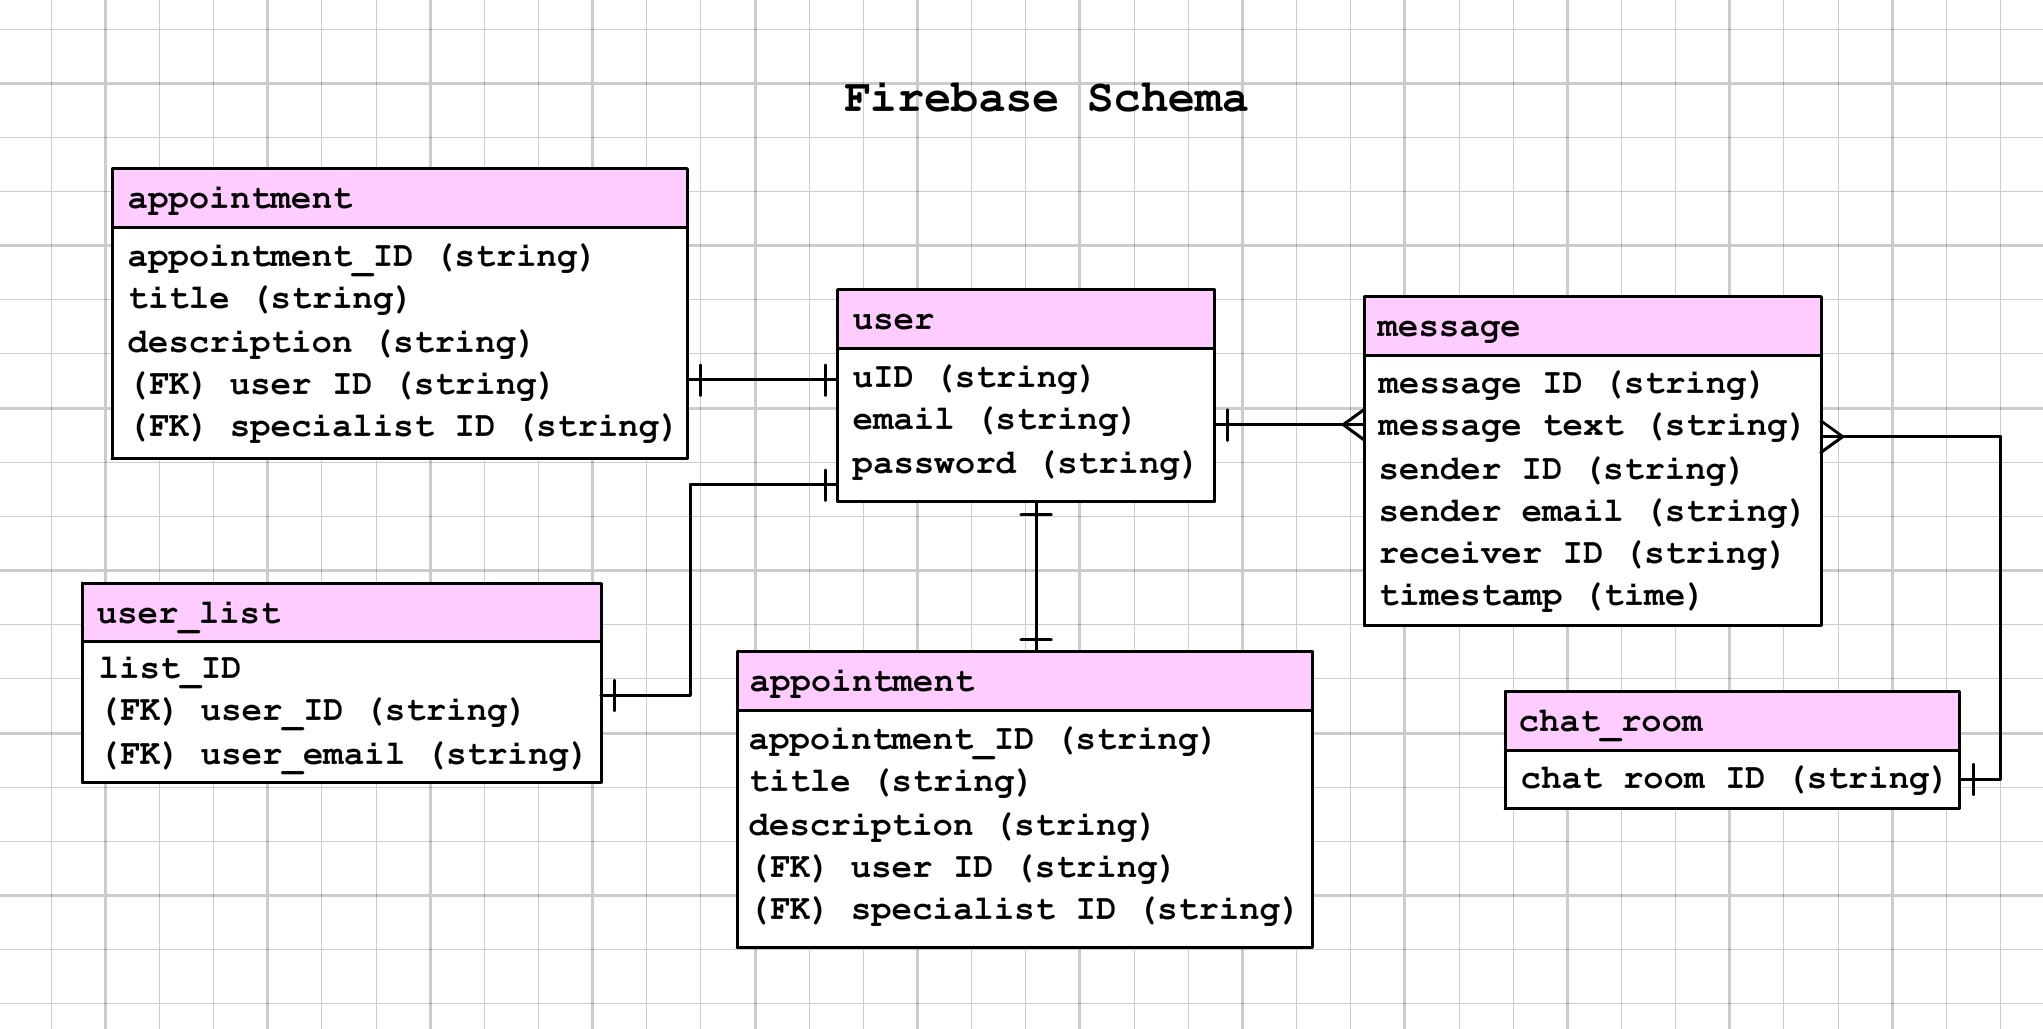 Firebase Schema
appointment
appointment_ID (string)
title (string)
description (string)
(FK) user ID (string)
(FK) specialist ID (string)
user
uID (string)
email (string)
password (string)
message
message ID (string)
message text (string)
sender ID (string)
sender email (string)
receiver ID (string)
timestamp (time)
user_list
list_ID
(FK) user_ID (string)
(FK) user_email (string)
appointment
appointment_ID (string)
title (string)
description (string)
(FK) user ID (string)
(FK) specialist ID (string)
chat_room
chat room ID (string)